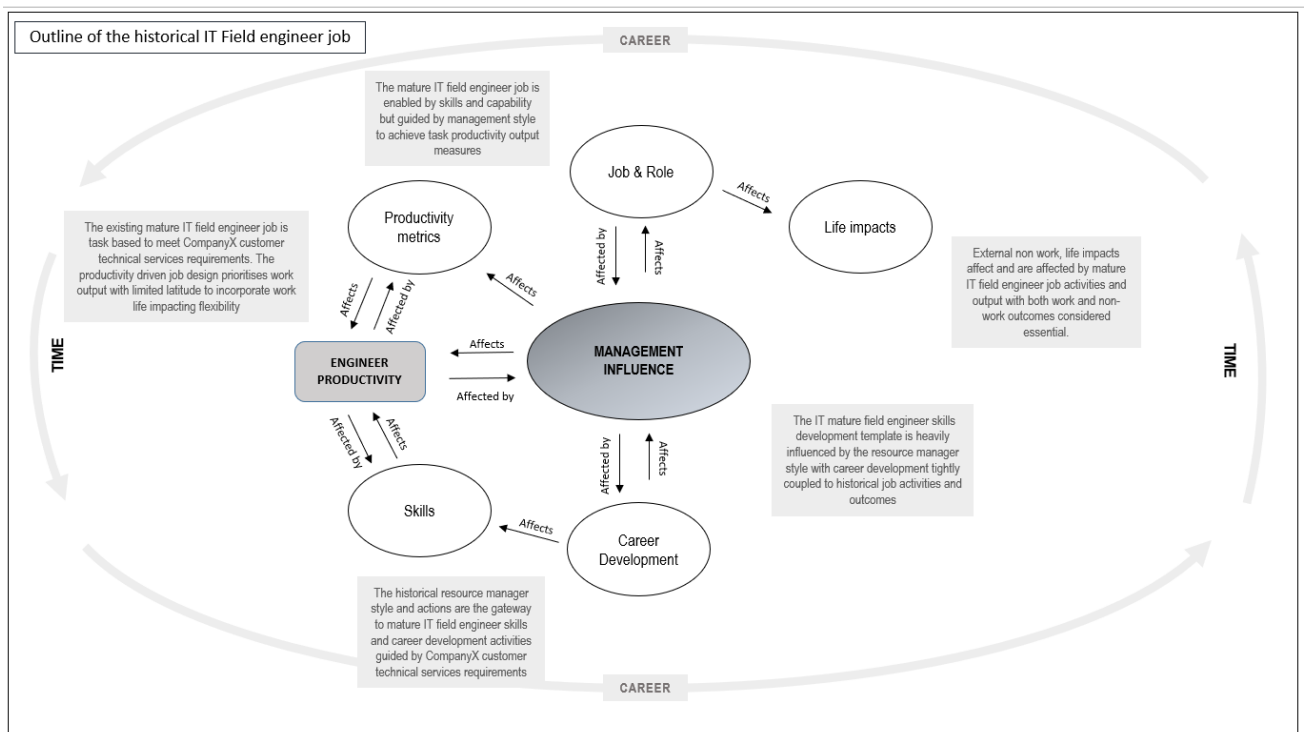 Outline of the historical IT Field engineer job
CAREER
The mature IT field engineer job is
enabled by skills and capability
but guided by management style
to achieve task productivity output
measures
Job & Role
Affects
Life impacts
Productivity
metrics
The existing mature IT field engineer job is
task based to meet CompanyX customer
technical services requirements. The
productivity driven job design prioritises work
output with limited latitude to incorporate work
life impacting flexibility
External non work, life impacts
affect and are affected by mature
IT field engineer job activities and
output with both work and non-
work outcomes considered
essential.
Affected by
Affects
Affects
Affects
Affected by
TIME
ENGINEER
PRODUCTIVITY
Affects
Affected by
MANAGEMENT
INFLUENCE
TIME
The IT mature field engineer skills
development template is heavily
influenced by the resource manager
style with career development tightly
coupled to historical job activities and
outcomes
Affected by
Affects
Affected by
Affects
Skills
Affects
Career
Development
The historical resource manager
style and actions are the gateway
to mature IT field engineer skills
and career development activities
guided by CompanyX customer
technical services requirements
CAREER